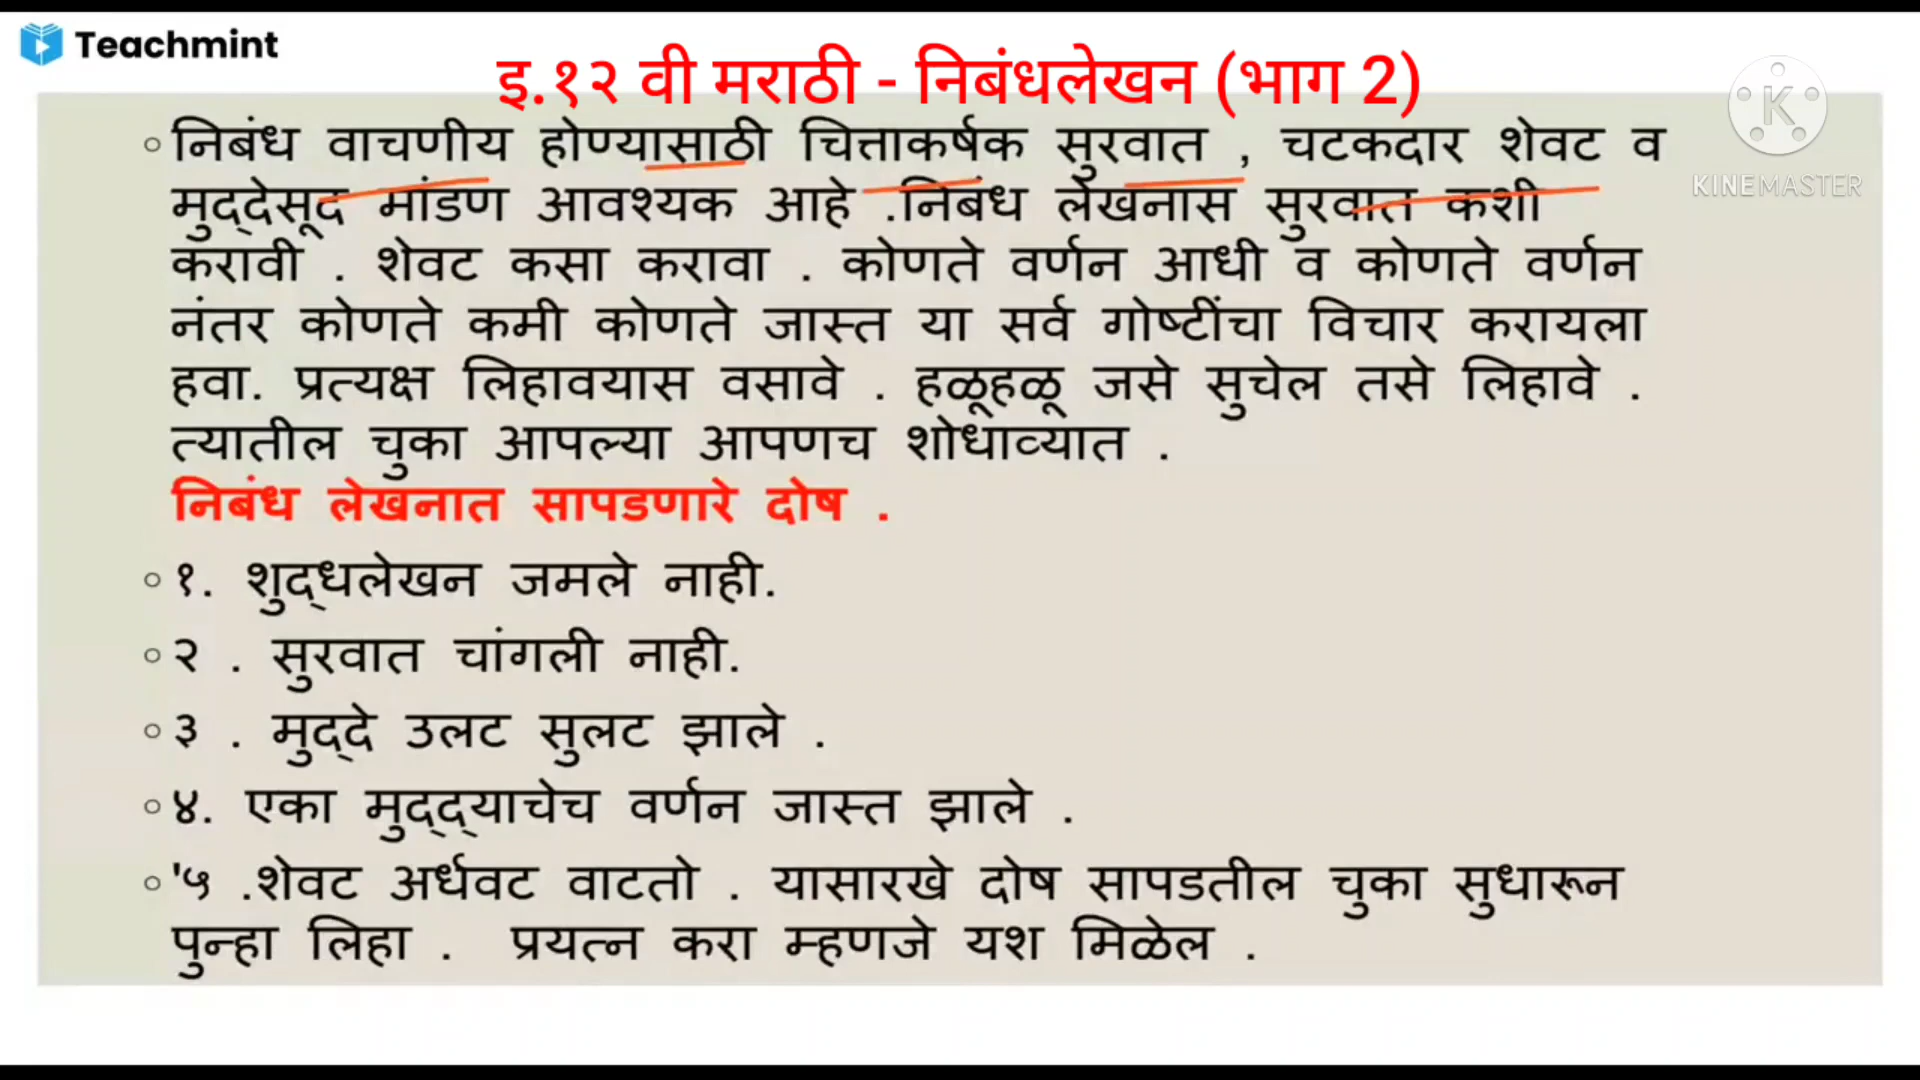 Teachmint
इ.१२ वी मराठी - निबंधलेखन (भाग 2)
KINEMASTER
निबंध वाचणीय होण्यासाठी चित्ताकर्षक सुरवात , चटकदार शेवट व
मुद्देसूद मांडण आवश्यक आहे .निबंध लेखनास सुरवात कशी
करावी . शेवट कसा करावा . कोणते वर्णन आधी व कोणते वर्णन
नंतर कोणते कमी कोणते जास्त या सर्व गोष्टींचा विचार करायला
हवा. प्रत्यक्ष लिहावयास वसावे . हळूहळू जसे सुचेल तसे लिहावे .
त्यातील चुका आपल्या आपणच शोधाव्यात .
निबंध लेखनात सापडणारे दोष .
१. शुद्धलेखन जमले नाही.
२ . सुरवात चांगली नाही.
३ . मुद्दे उलट सुलट झाले .
४. एका मुद्द्याचेच वर्णन जास्त झाले .
'५ .शेवट अर्धवट वाटतो . यासारखे दोष सापडतील चुका सुधारून
पुन्हा लिहा . प्रयत्न करा म्हणजे यश मिळेल .